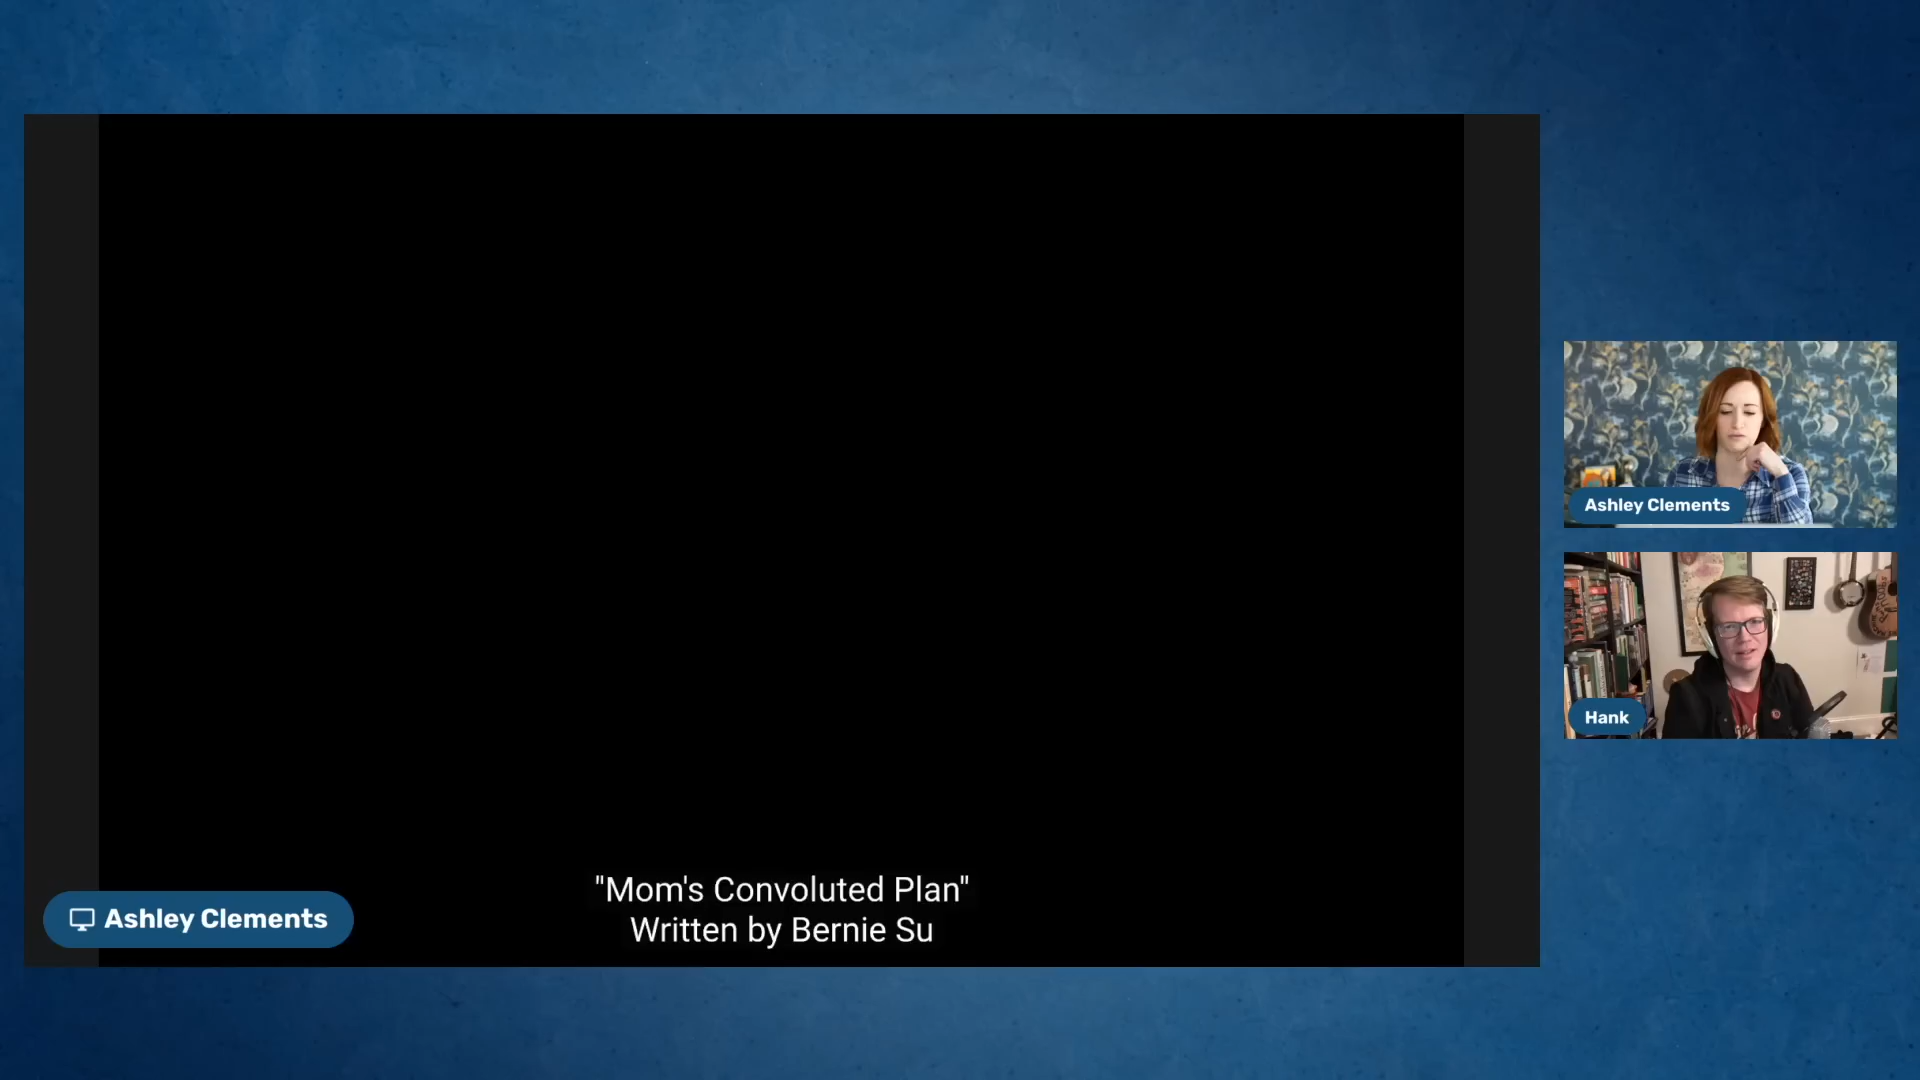 "Mom's Convoluted Plan"
Written by Bernie Su
Ashley Clements
Ashley Clements
Hank